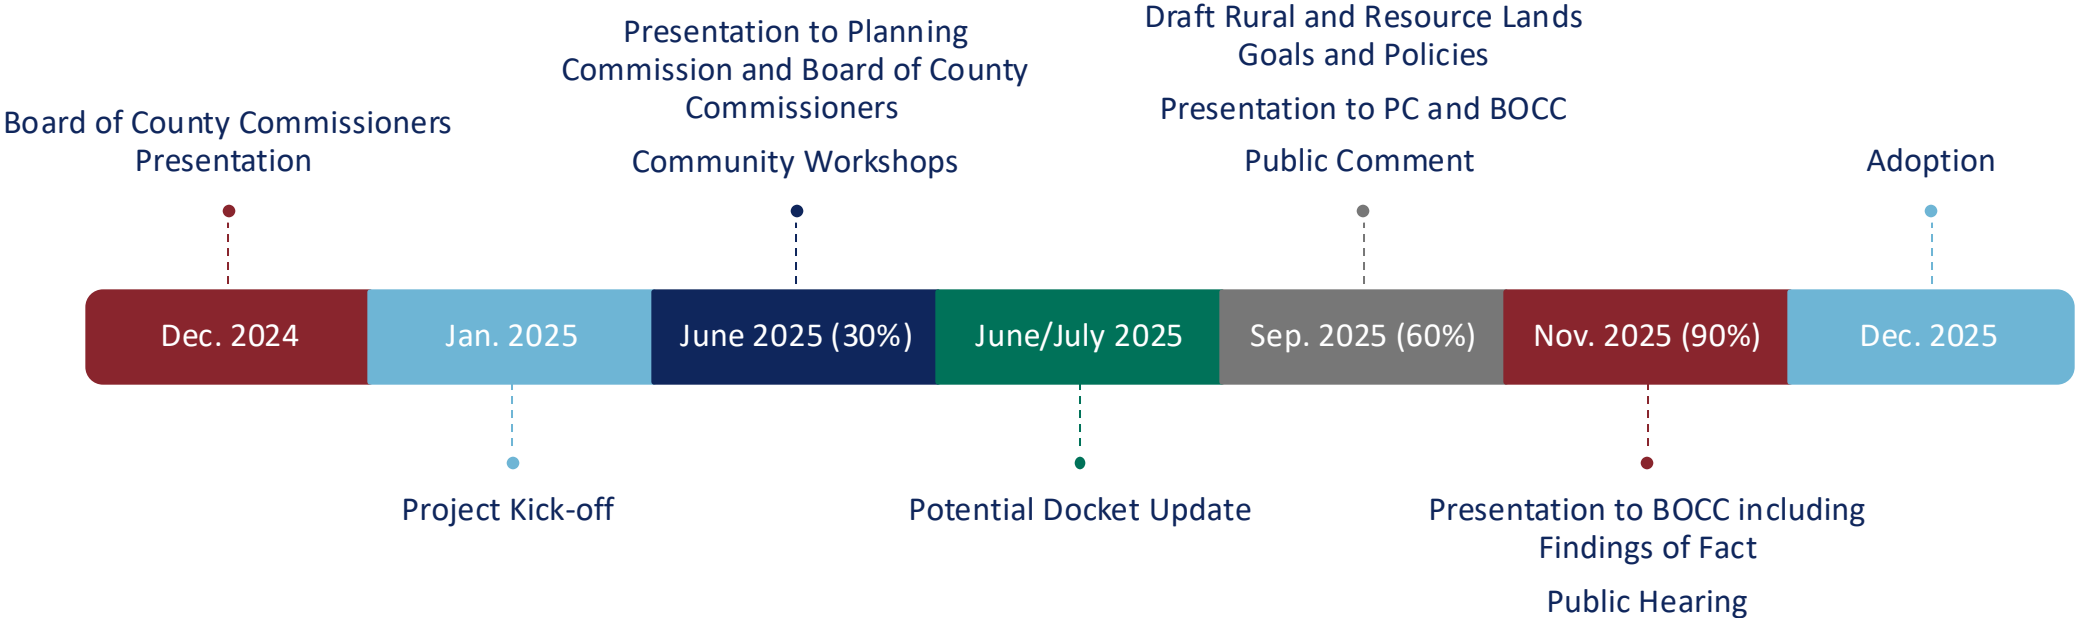 Board of County Commissioners
Presentation
Presentation to Planning
Commission and Board of County
Commissioners
Community Workshops
Draft Rural and Resource Lands
Goals and Policies
Presentation to PC and BOCC
Public Comment
Adoption
Dec. 2024
Jan. 2025
June 2025 (30%)
June/July 2025
Sep. 2025 (60%)
Nov. 2025 (90%)
Dec. 2025
Project Kick-off
Potential Docket Update
Presentation to BOCC including
Findings of Fact
Public Hearing